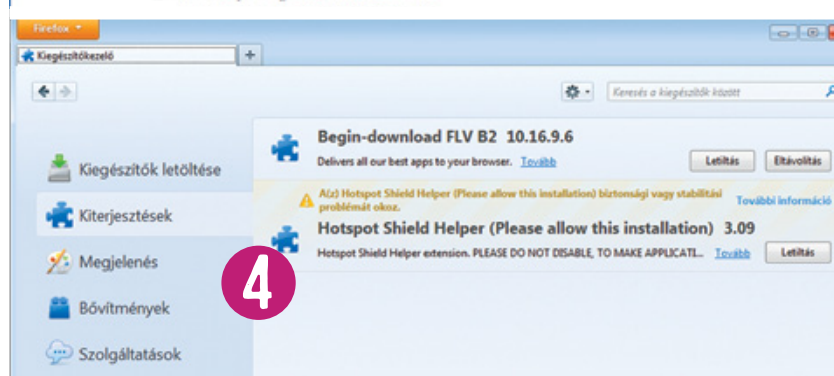 Firefox
Kiegészítőkezelő
Keresés a kiegészítők között
Kiegészítők letöltése
Kiterjesztések
Megjelenés
Bővítmények
Szolgáltatások
4
Begin-download FLV B2 10.16.9.6
Delivers all our best apps to your browser. Tovább
Letiltás Eltávolítás
A(z) Hotspot Shield Helper (Please allow this installation) biztonsági vagy stabilitási
problémát okoz.
További információ
Hotspot Shield Helper (Please allow this installation) 3.09
Hotspot Shield Helper extension. PLEASE DO NOT DISABLE, TO MAKE APPLICATI... Tovább
Letiltás